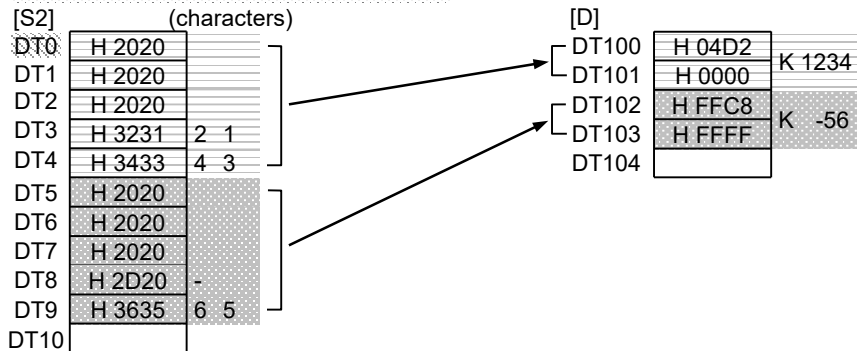 [S2] (characters)
DT0 H 2020
DT1 H 2020
DT2 H 2020
DT3 H 3231 2 1
DT4 H 3433 4 3
DT5 H 2020
DT6 H 2020
DT7 H 2020
DT8 H 2D20 -
DT9 H 3635 6 5
DT10
[D]
DT100 H 04D2
K 1234
DT101 H 0000
DT102 H FFC8
K -56
DT103 H FFFF
DT104